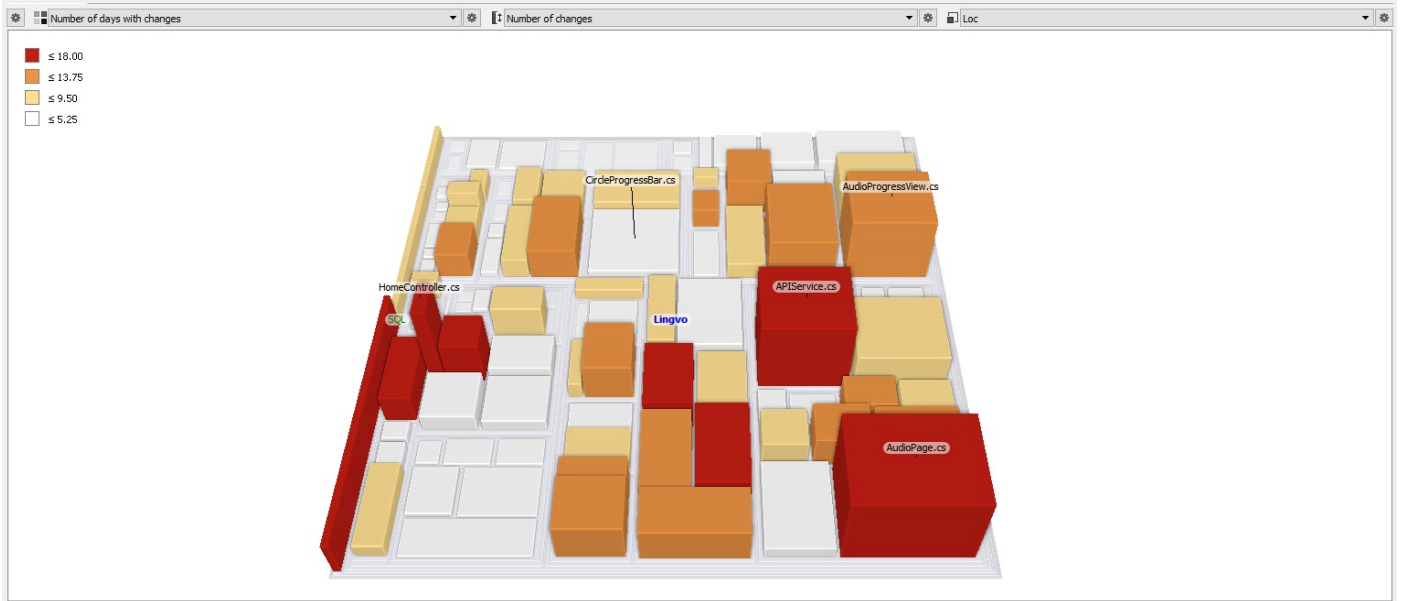 Number of days with changes
Number of changes
Loc
≤ 18.00
≤ 13.75
≤ 9.50
≤ 5.25
CircleProgressBar.cs
AudioProgressView.cs
HomeController.cs
APIService.cs
SQL
Lingvo
AudioPage.cs